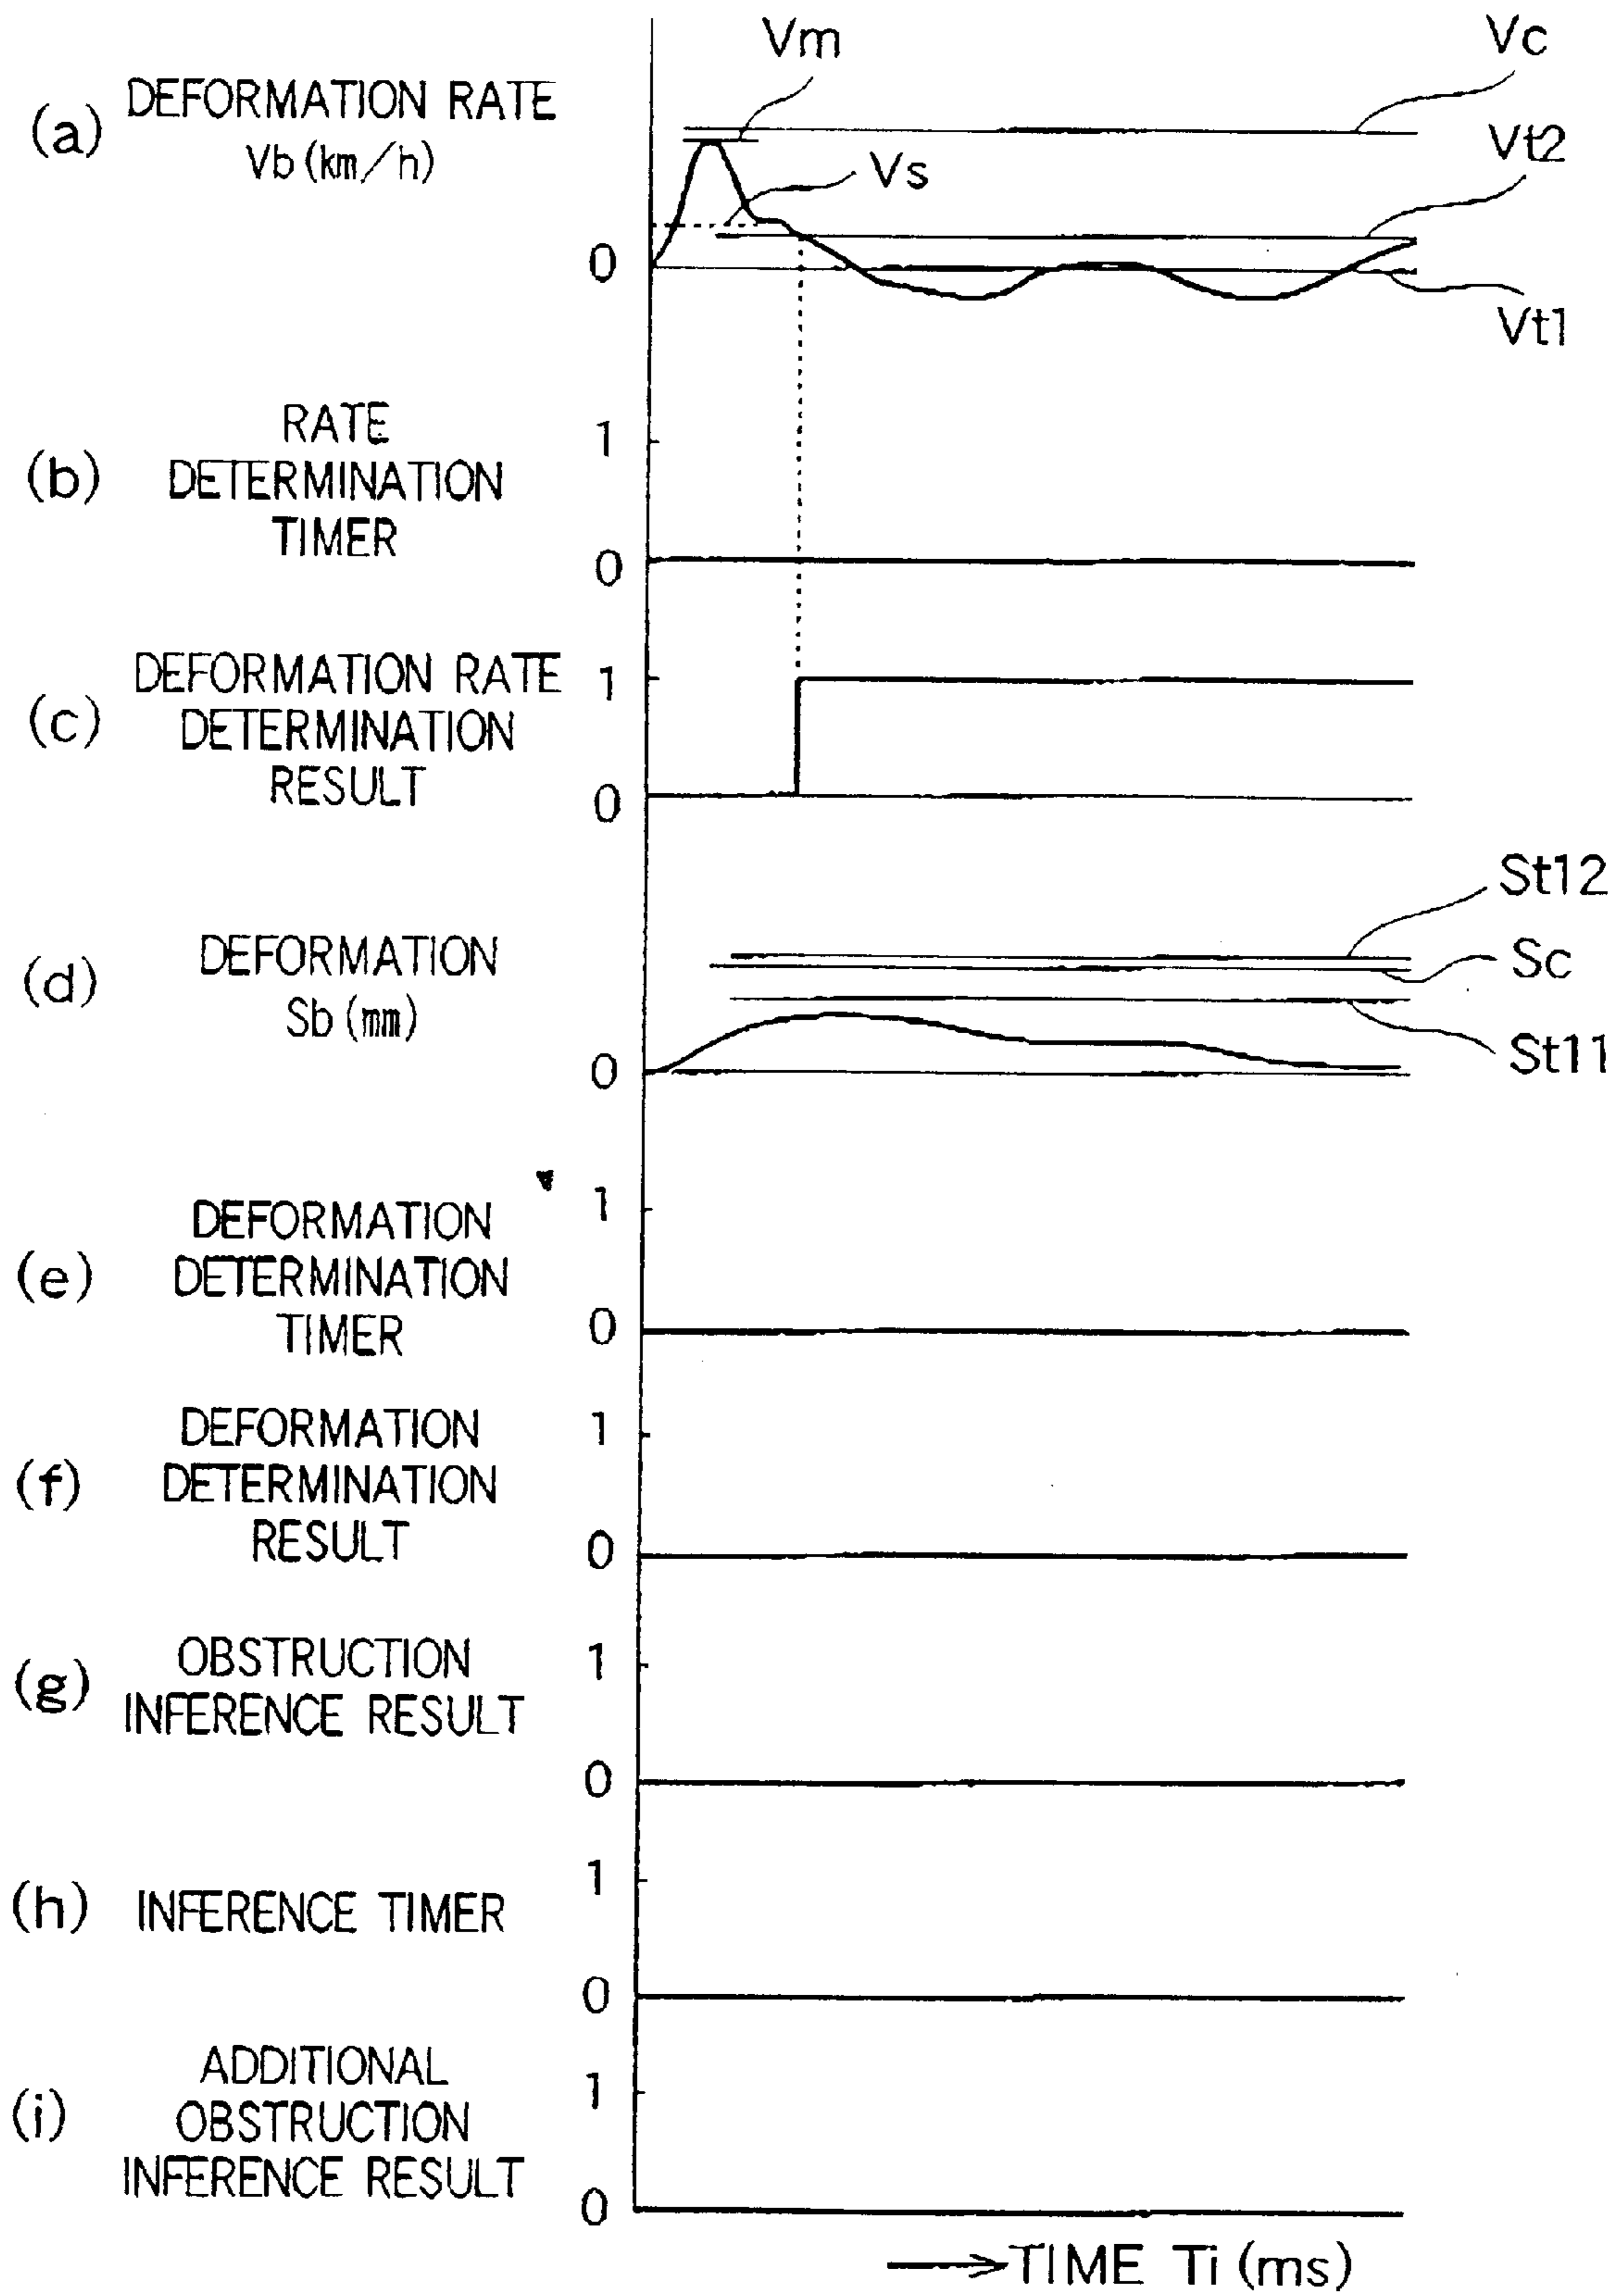 Vm
Vc
(a) DEFORMATION RATE
Vb (km/h)
Vs
Vt2
0
Vt1
(b) RATE
DETERMINATION
TIMER
1
0
(c) DEFORMATION RATE
DETERMINATION
RESULT
1
0
(d) DEFORMATION
Sb (mm)
St12
Sc
St11
0
(e) DEFORMATION
DETERMINATION
TIMER
1
0
(f) DEFORMATION
DETERMINATION
RESULT
1
0
(g) OBSTRUCTION
INFERENCE RESULT
1
0
(h) INFERENCE TIMER
1
0
(i) ADDITIONAL
OBSTRUCTION
INFERENCE RESULT
1
0
TIME Ti (ms)